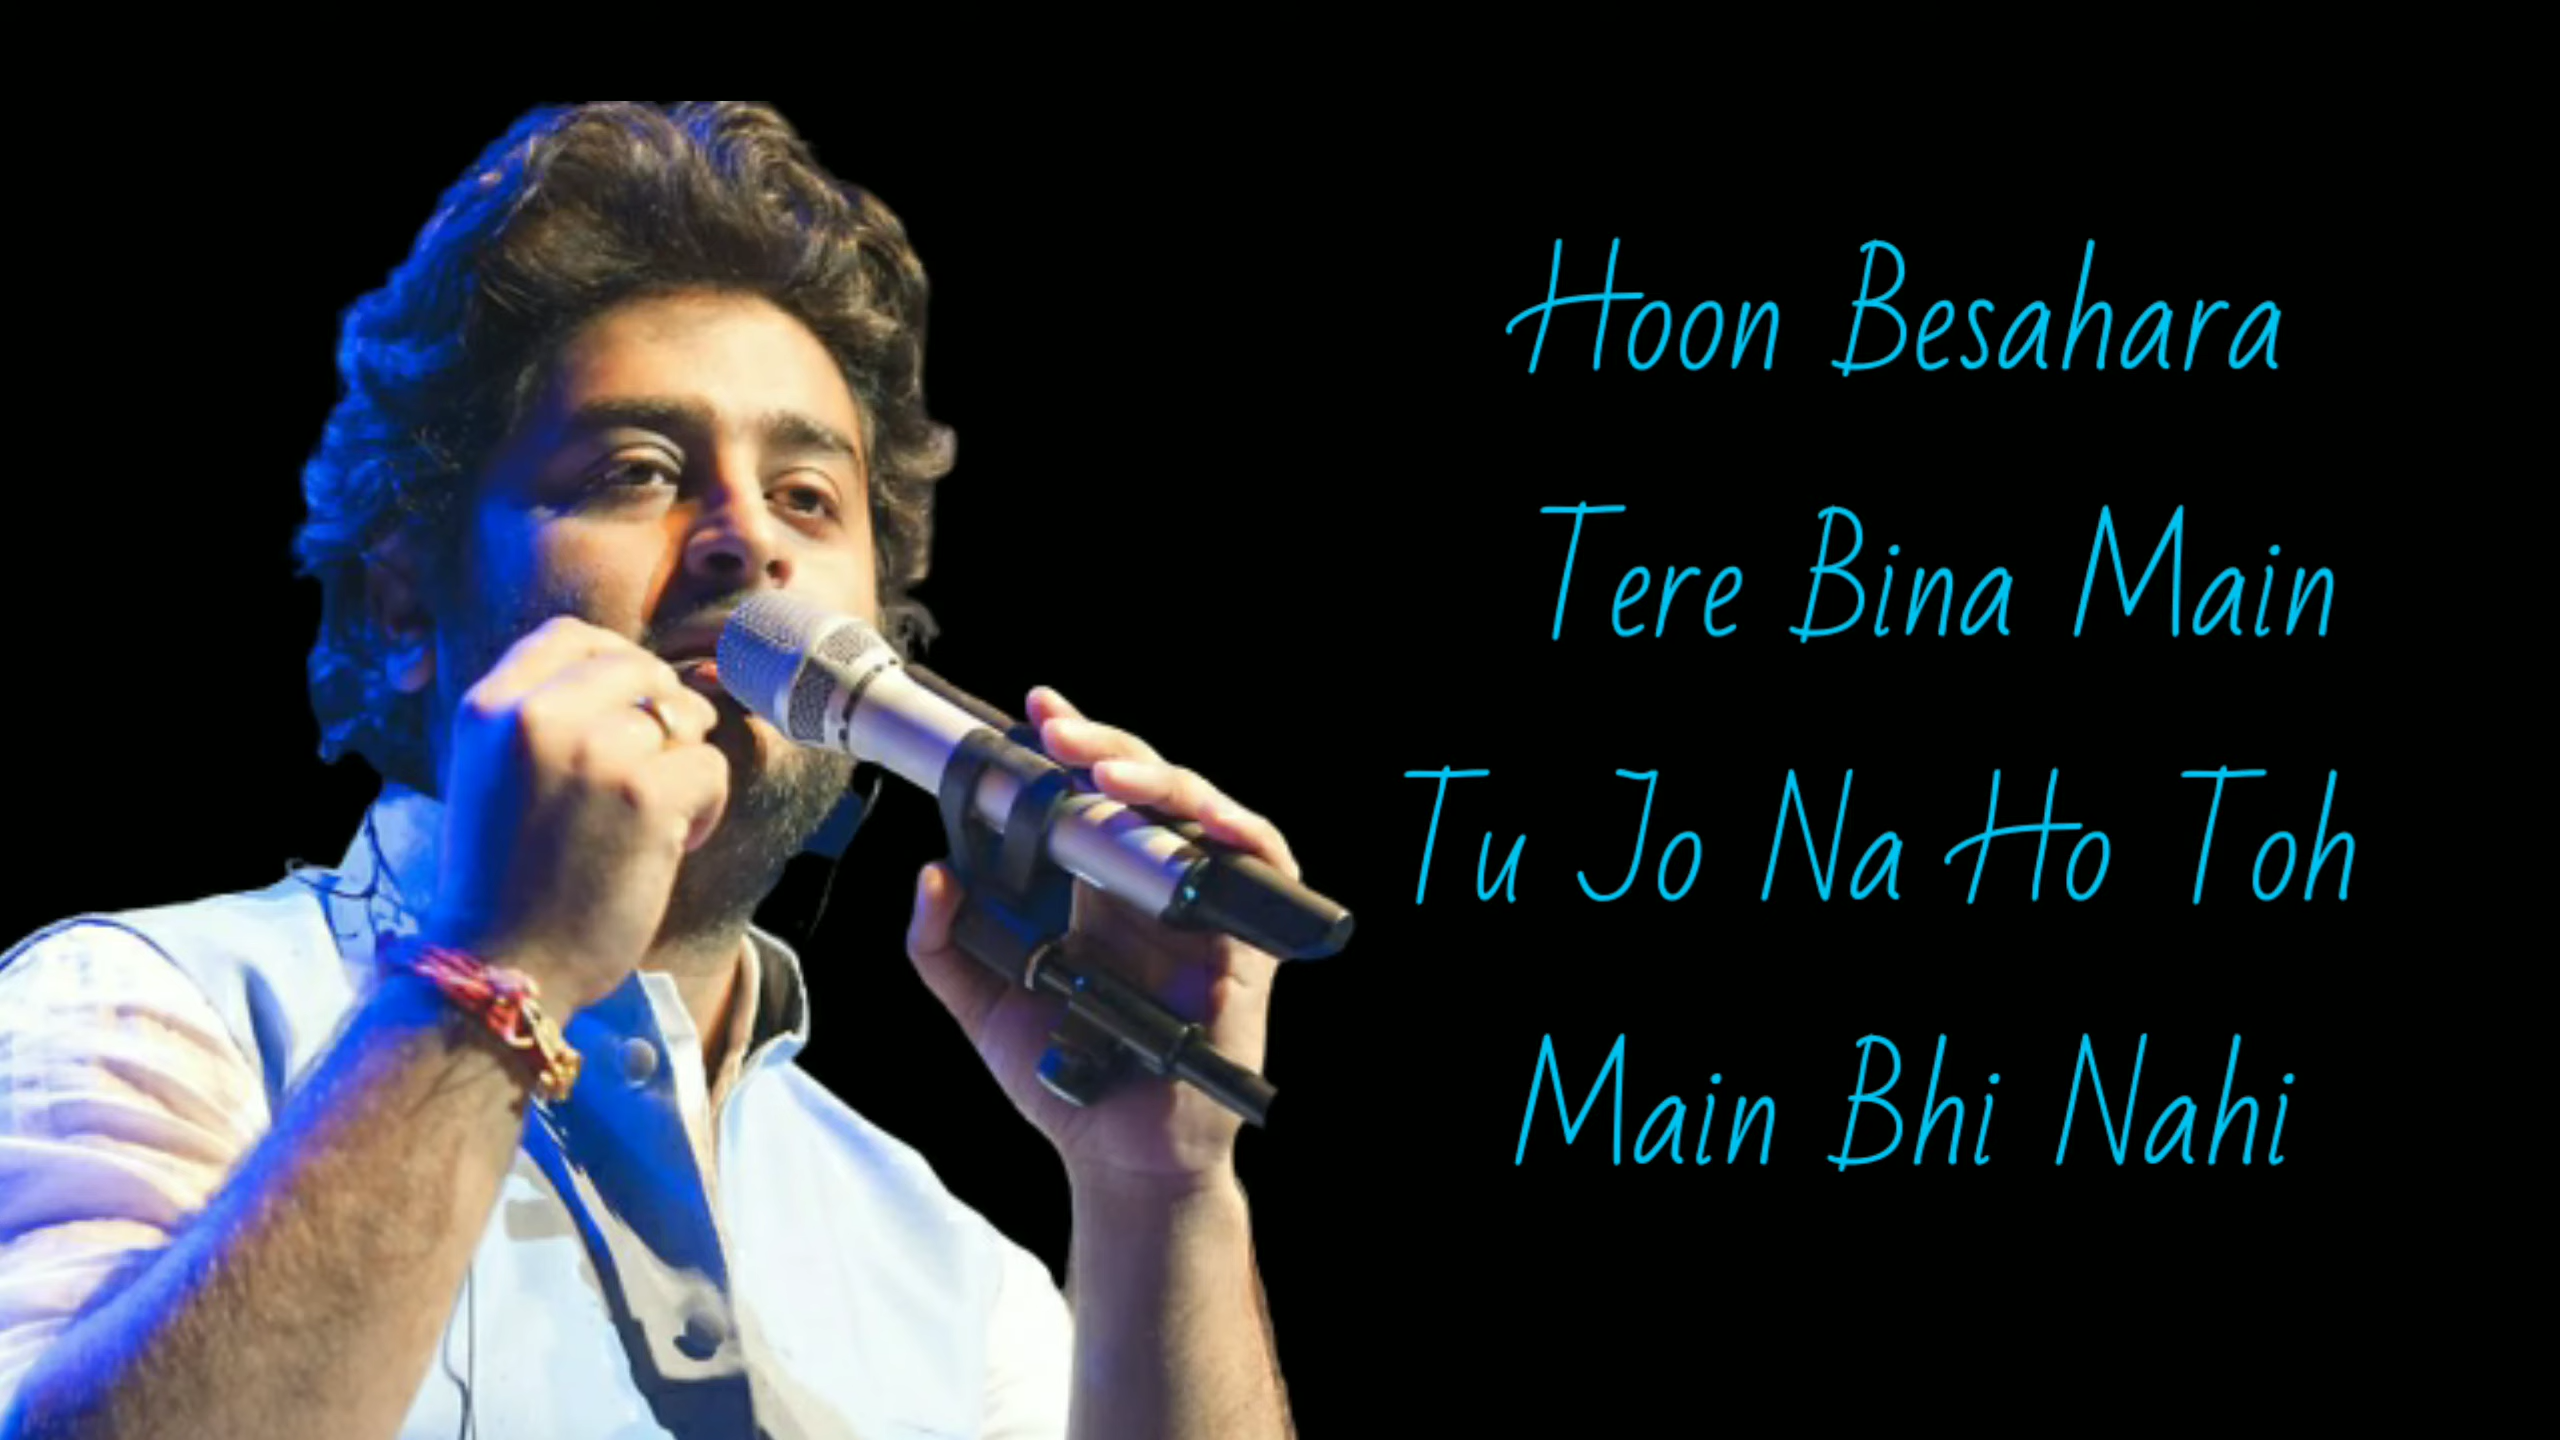 Hoon Besahara
Tere Bina Main
Tu Jo Na Ho Toh
Main Bhi Nahi